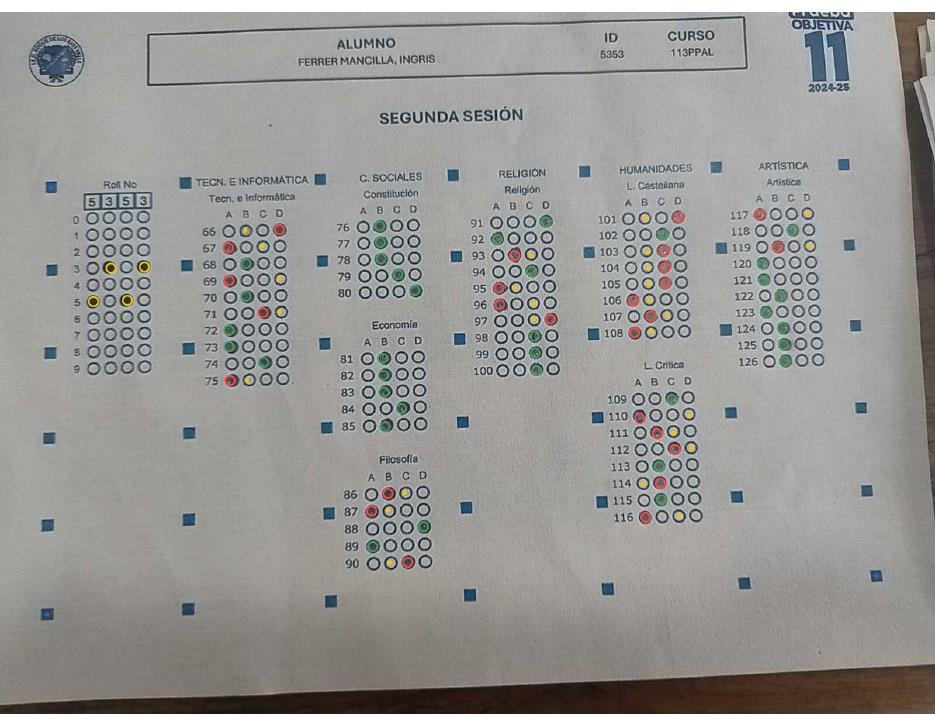 Prueba
OBJETIVA
11
2024-25
ALUMNO ID CURSO
FERRER MANCILLA, INGRIS 5353 113PPAL
SEGUNDA SESIÓN
Roll No
5 3 5 3
0
1
2
3
4
5
6
7
8
9
TECN. E INFORMÁTICA
Tecn. e Informática
A B C D
66
67
68
69
70
71
72
73
74
75
C. SOCIALES
Constitución
A B C D
76
77
78
79
80
Economía
A B C D
81
82
83
84
85
Filosofía
A B C D
86
87
88
89
90
RELIGIÓN
Religión
A B C D
91
92
93
94
95
96
97
98
99
100
HUMANIDADES
L. Castellana
A B C D
101
102
103
104
105
106
107
108
L. Crítica
A B C D
109
110
111
112
113
114
115
116
ARTÍSTICA
Artística
A B C D
117
118
119
120
121
122
123
124
125
126